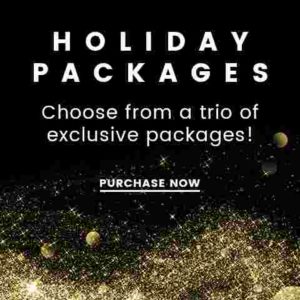 HOLIDAY
PACKAGES
Choose from a trio of
exclusive packages!
PURCHASE NOW